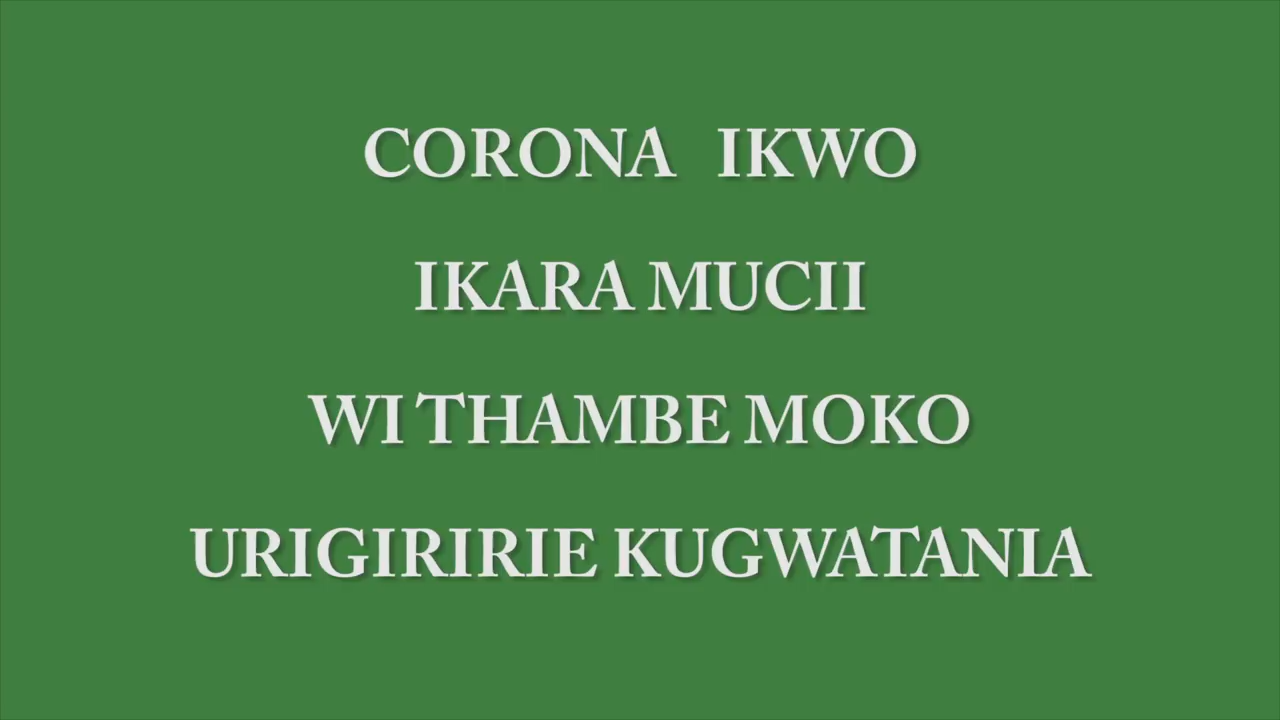 CORONA IKWO
IKARA MUCII
WI THAMBE MOKO
URIGIRIRIE KUGWATANIA